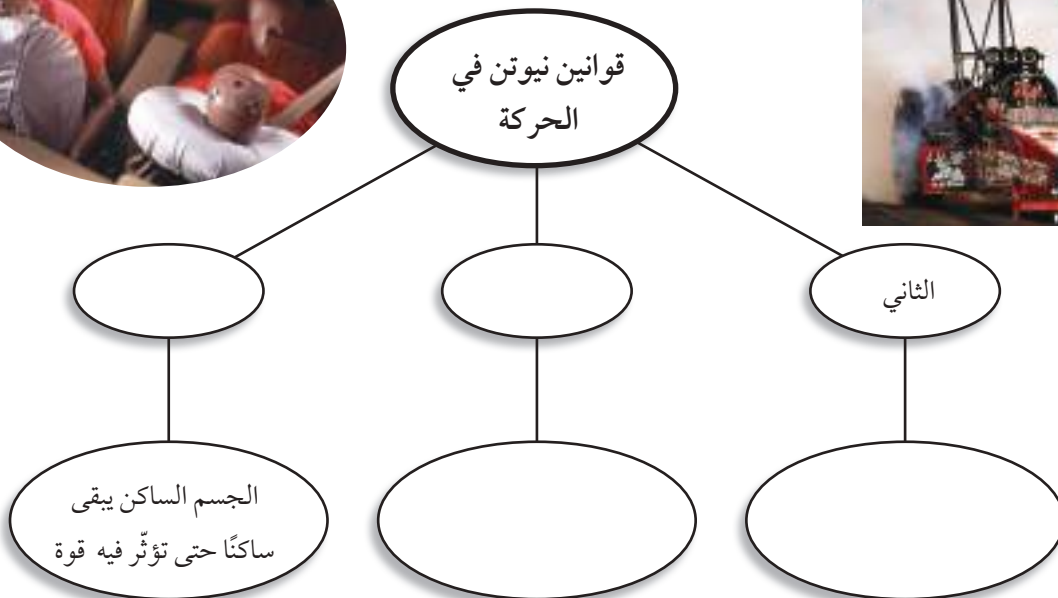 قوانين نيوتن في
الحركة
الثاني
الجسم الساكن يبقى
ساكنًا حتى تؤثّر فيه قوة